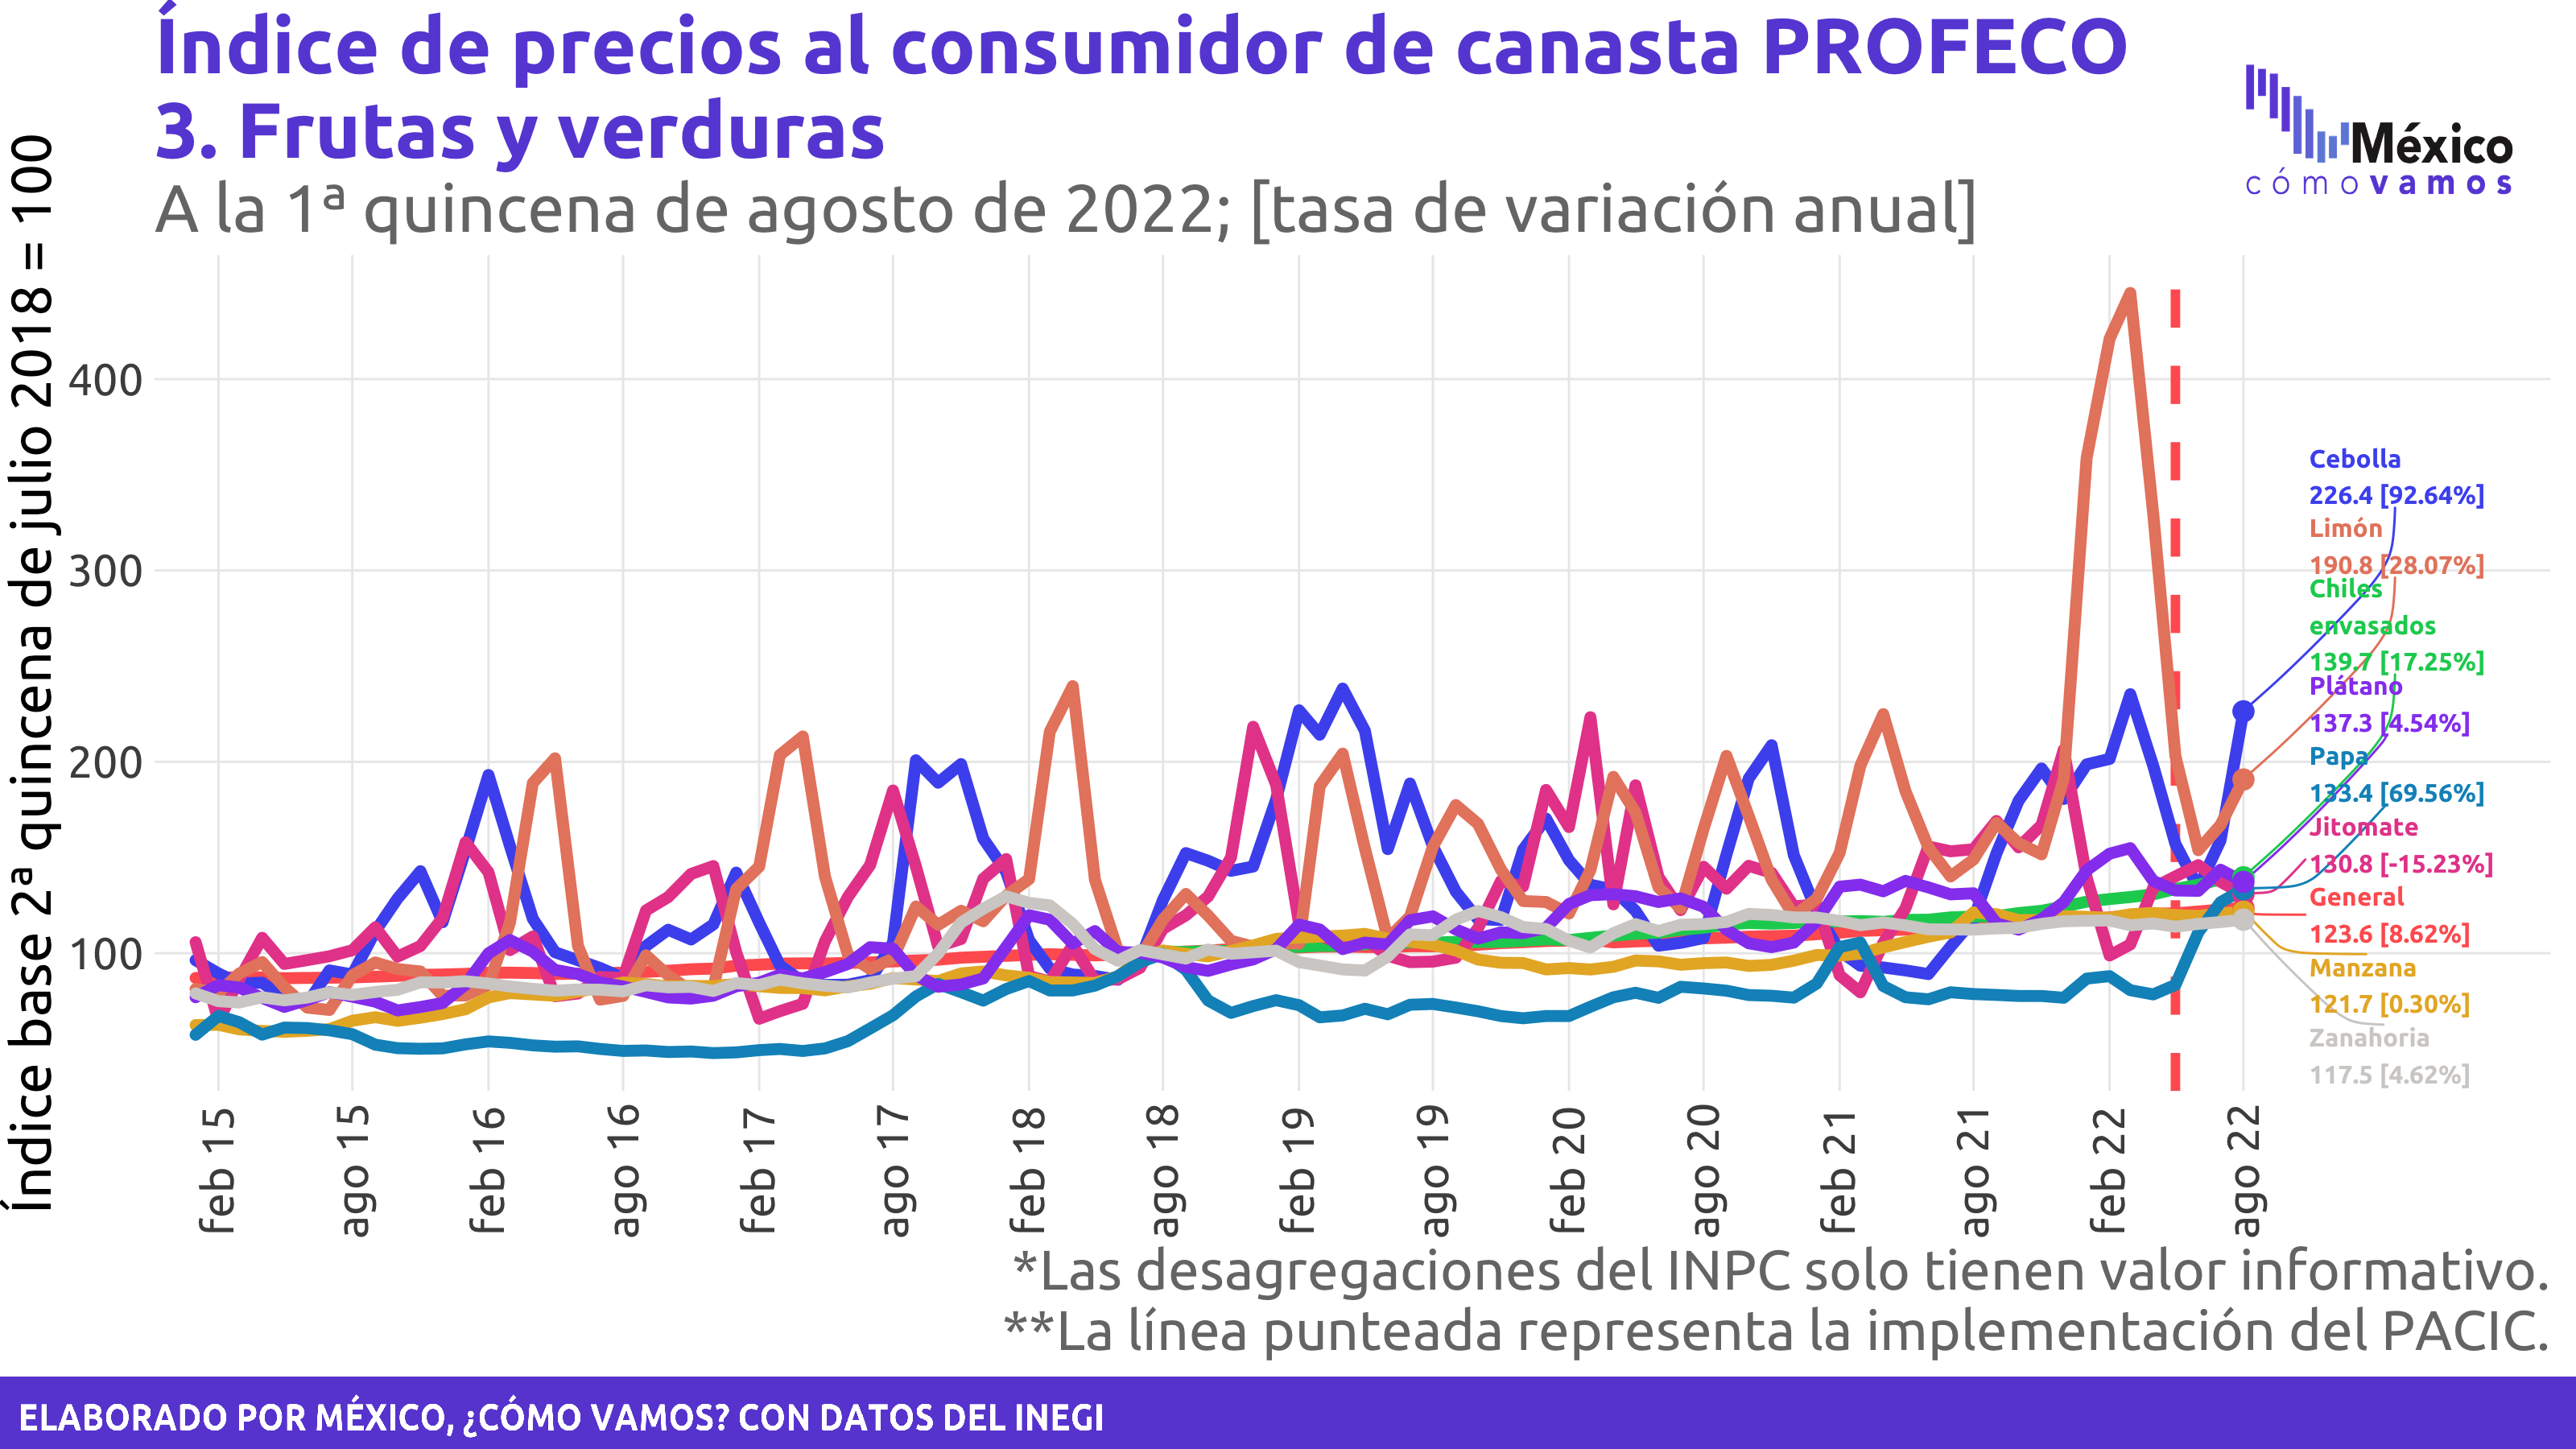 Índice de precios al consumidor de canasta PROFECO
3. Frutas y verduras
A la 1ª quincena de agosto de 2022; [tasa de variación anual]
México
cómo vamos
Índice base 2ª quincena de julio 2018 = 100
400
300
200
100
Cebolla
226.4 [92.64%]
Limón
190.8 [28.07%]
Chiles
envasados
139.7 [17.25%]
Plátano
137.3 [4.54%]
Papa
133.4 [69.56%]
Jitomate
130.8 [-15.23%]
General
123.6 [8.62%]
Manzana
121.7 [0.30%]
Zanahoria
117.5 [4.62%]
feb 15
ago 15
feb 16
ago 16
feb 17
ago 17
feb 18
ago 18
feb 19
ago 19
feb 20
ago 20
feb 21
ago 21
feb 22
ago 22
*Las desagregaciones del INPC solo tienen valor informativo.
**La línea punteada representa la implementación del PACIC.
ELABORADO POR MÉXICO, ¿CÓMO VAMOS? CON DATOS DEL INEGI